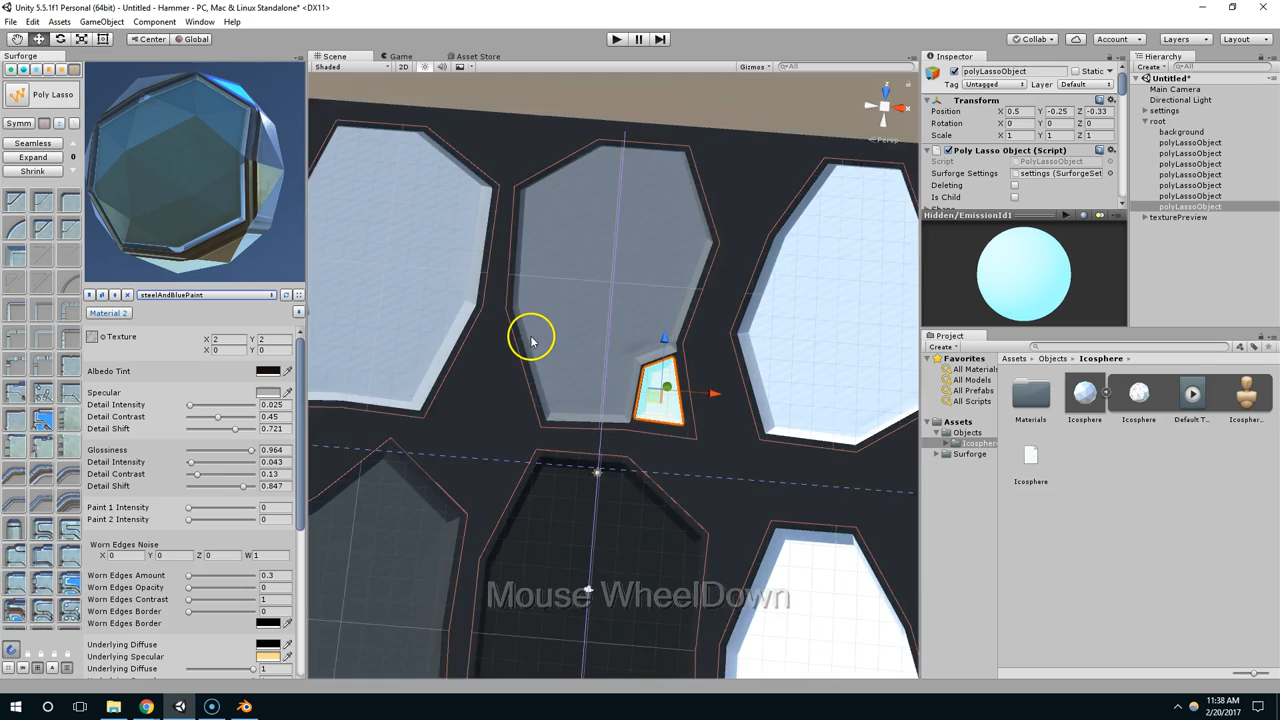 Unity 5.5.1f1 Personal (64bit) - Untitled - Hammer - PC, Mac & Linux Standalone* <DX11>
File Edit Assets GameObject Component Window Help
Center Global Collab Account Layers Layout
Surforge Scene Game Asset Store Inspector Hierarchy
Shaded 2D Gizmos All Create All
Poly Lasso
Symm
Seamless
Expand 0
Shrink
Persp
polyLassoObject Static
Tag Untagged Layer Default
Transform
Position X 0.5 Y -0.25 Z -0.33
Rotation X 0 Y 0 Z 0
Scale X 1 Y 1 Z 1
Poly Lasso Object (Script)
Script PolyLassoObject
Surforge Settings settings (SurforgeSet
Deleting
Is Child
Hidden/EmissionId1
Untitled*
Main Camera
Directional Light
settings
root
background
polyLassoObject
polyLassoObject
polyLassoObject
polyLassoObject
polyLassoObject
polyLassoObject
polyLassoObject
texturePreview
steelAndBluePaint
Material 2
Texture X 2 Y 2
X 0 Y 0
Albedo Tint
Specular
Detail Intensity 0.025
Detail Contrast 0.45
Detail Shift 0.721
Glossiness 0.964
Detail Intensity 0.043
Detail Contrast 0.13
Detail Shift 0.847
Paint 1 Intensity 0
Paint 2 Intensity 0
Worn Edges Noise
X 0 Y 0 Z 0 W 1
Worn Edges Amount 0.3
Worn Edges Opacity 0
Worn Edges Contrast 1
Worn Edges Border 0
Worn Edges Border
Underlying Diffuse
Underlying Specular
Underlying Diffuse 1
Mouse WheelDown
Project
Create
Favorites
All Materials
All Models
All Prefabs
All Scripts
Assets
Objects
Icosphere
Surforge
Assets Objects Icosphere
Materials Icosphere Icosphere Default T... Icospher...
Icosphere
11:38 AM
2/20/2017